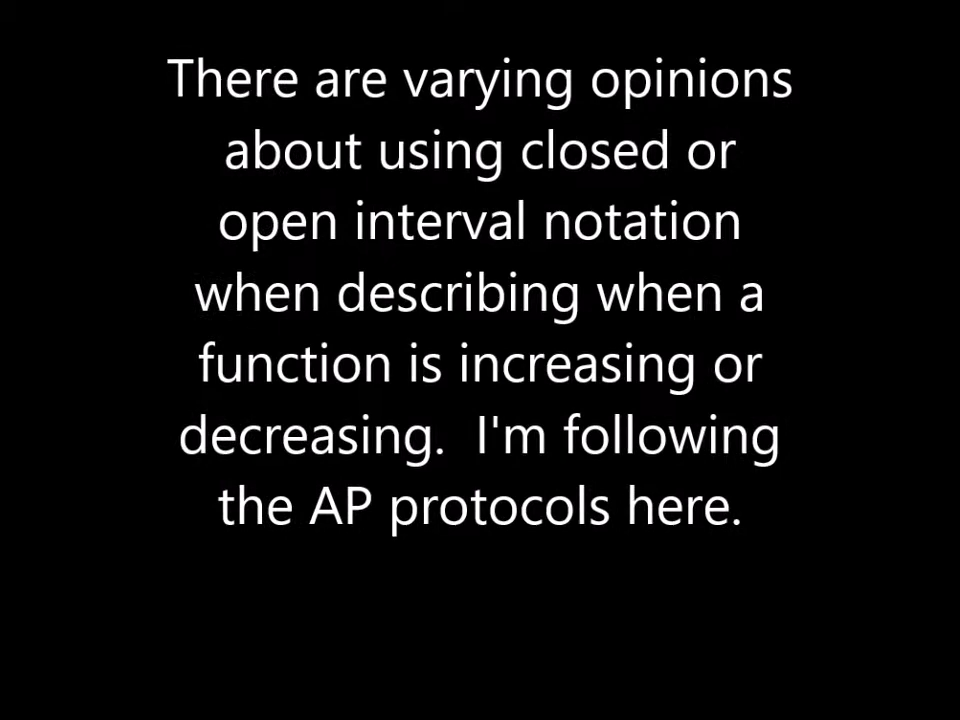 There are varying opinions
about using closed or
open interval notation
when describing when a
function is increasing or
decreasing.  I'm following
the AP protocols here.